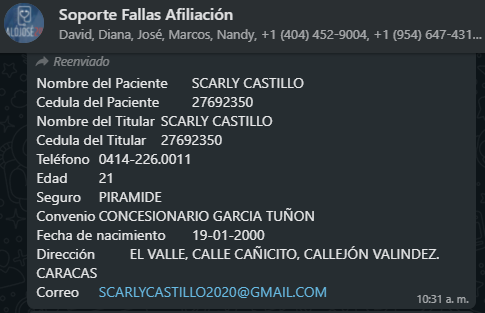 Soporte Fallas Afiliación
David, Diana, José, Marcos, Nandy, +1 (404) 452-9004, +1 (954) 647-431...
ALOJOSE
Reenviado
Nombre del Paciente SCARLY CASTILLO
Cedula del Paciente 27692350
Nombre del Titular SCARLY CASTILLO
Cedula del Titular 27692350
Teléfono 0414-226.0011
Edad 21
Seguro PIRAMIDE
Convenio CONCESIONARIO GARCIA TUÑON
Fecha de nacimiento 19-01-2000
Dirección EL VALLE, CALLE CAÑICITO, CALLEJÓN VALINDEZ.
CARACAS
Correo SCARLYCASTILLO2020@GMAIL.COM
10:31 a. m.